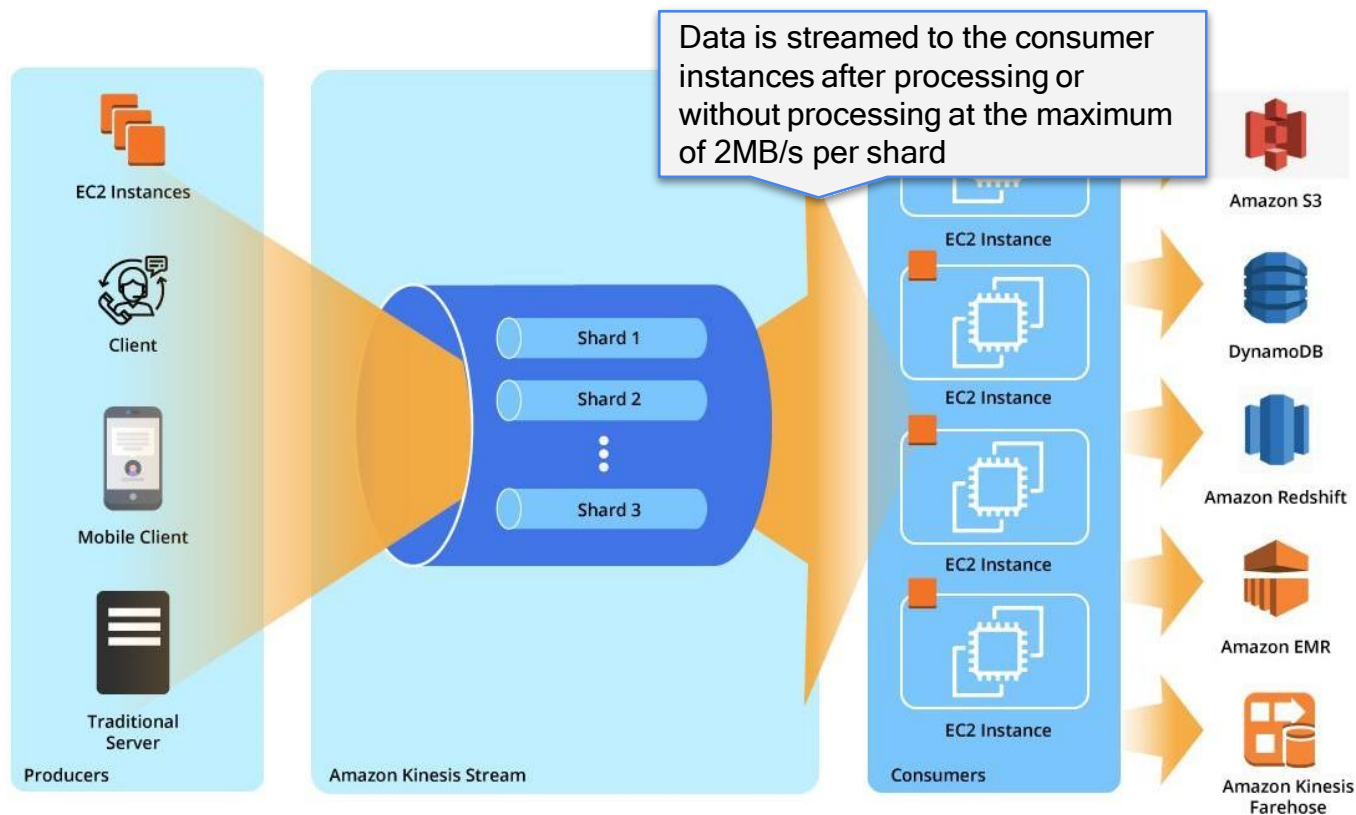 Data is streamed to the consumer
instances after processing or
without processing at the maximum
of 2MB/s per shard
EC2 Instances
Client
Mobile Client
Traditional
Server
Producers
Shard 1
Shard 2
Shard 3
Amazon Kinesis Stream
EC2 Instance
EC2 Instance
EC2 Instance
EC2 Instance
Consumers
Amazon S3
DynamoDB
Amazon Redshift
Amazon EMR
Amazon Kinesis
Farehose